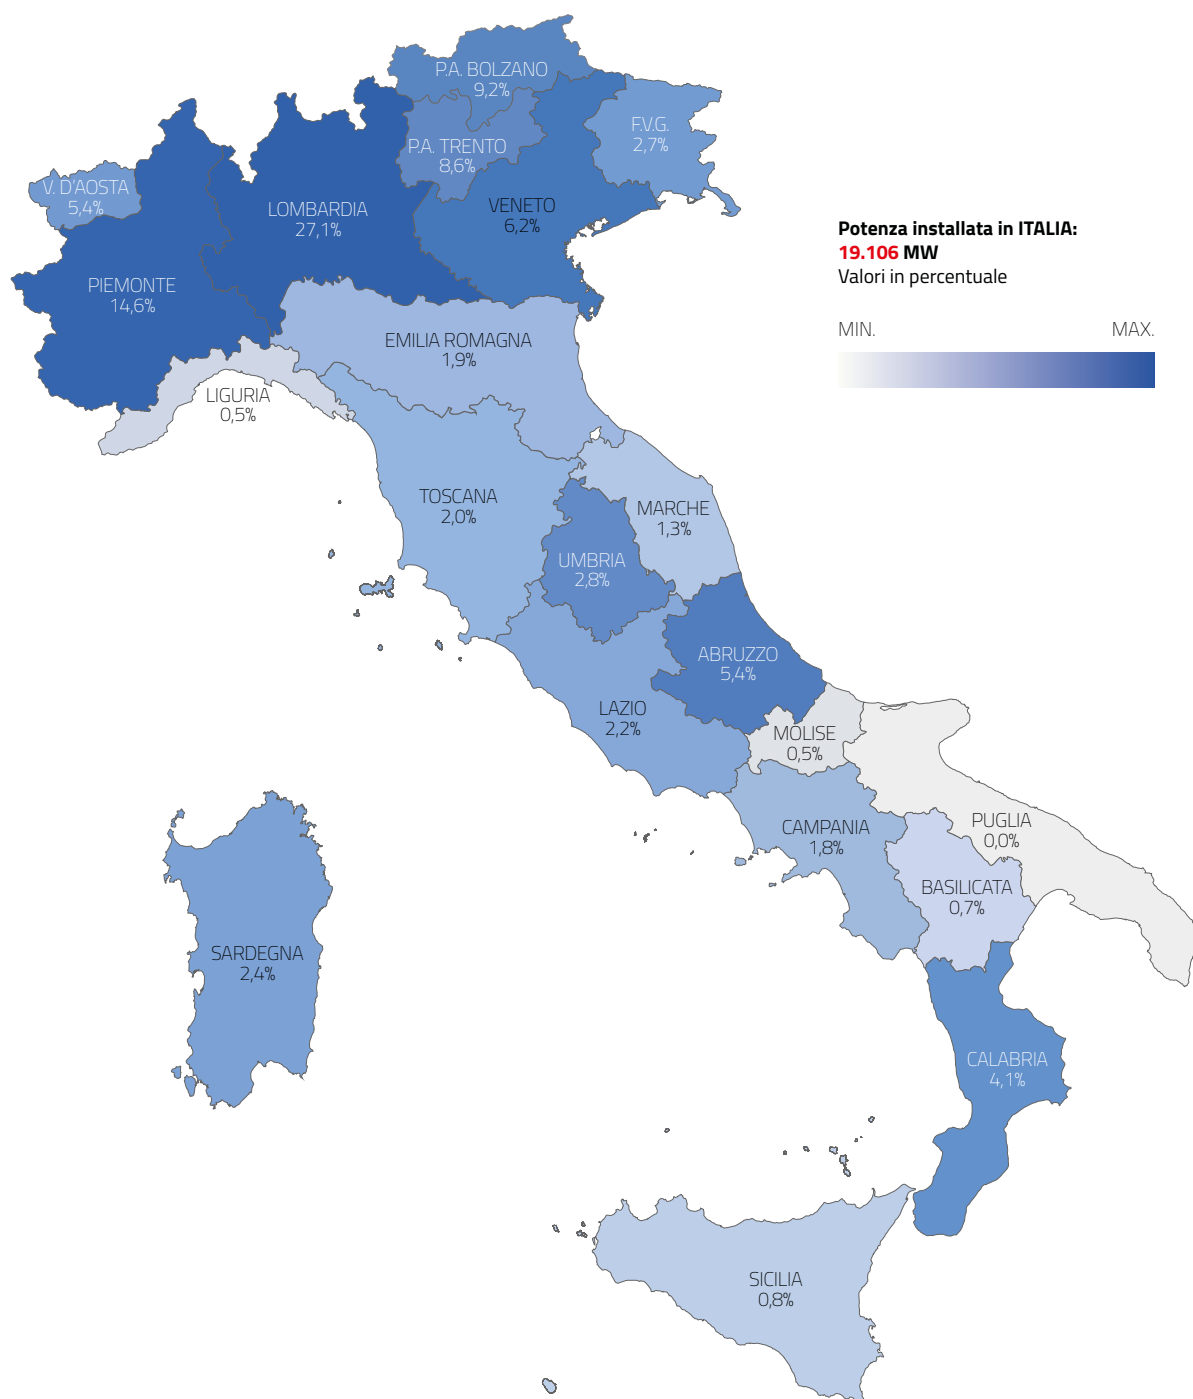 P.A. BOLZANO
9,2%
P.A. TRENTO
8,6%
F.V.G.
2,7%
V. D'AOSTA
5,4%
LOMBARDIA
27,1%
VENETO
6,2%
PIEMONTE
14,6%
Potenza installata in ITALIA:
19.106 MW
Valori in percentuale
MIN.
MAX.
EMILIA ROMAGNA
1,9%
LIGURIA
0,5%
TOSCANA
2,0%
MARCHE
1,3%
UMBRIA
2,8%
ABRUZZO
5,4%
LAZIO
2,2%
MOLISE
0,5%
CAMPANIA
1,8%
PUGLIA
0,0%
BASILICATA
0,7%
SARDEGNA
2,4%
CALABRIA
4,1%
SICILIA
0,8%